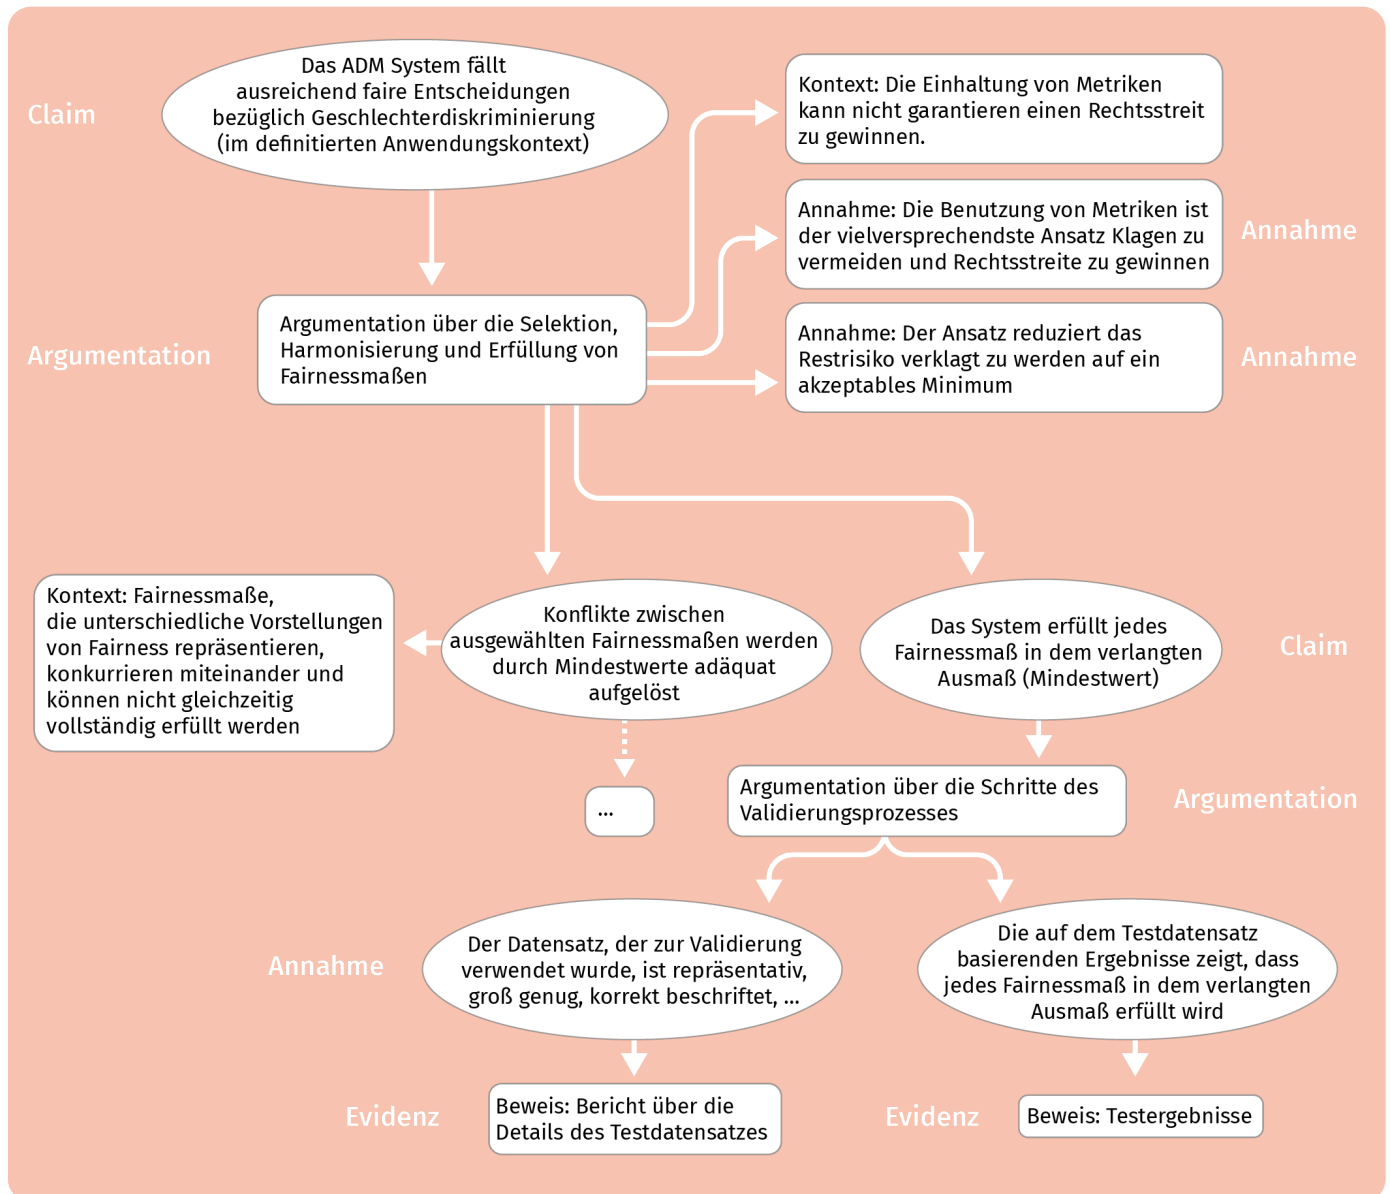 Claim
Das ADM System fällt
ausreichend faire Entscheidungen
bezüglich Geschlechterdiskriminierung
(im definitierten Anwendungskontext)
Kontext: Die Einhaltung von Metriken
kann nicht garantieren einen Rechtsstreit
zu gewinnen.
Annahme: Die Benutzung von Metriken ist
der vielversprechendste Ansatz Klagen zu
vermeiden und Rechtsstreite zu gewinnen
Annahme
Argumentation
Argumentation über die Selektion,
Harmonisierung und Erfüllung von
Fairnessmaßen
Annahme: Der Ansatz reduziert das
Restrisiko verklagt zu werden auf ein
akzeptables Minimum
Annahme
Kontext: Fairnessmaße,
die unterschiedliche Vorstellungen
von Fairness repräsentieren,
konkurrieren miteinander und
können nicht gleichzeitig
vollständig erfüllt werden
Konflikte zwischen
ausgewählten Fairnessmaßen werden
durch Mindestwerte adäquat
aufgelöst
Das System erfüllt jedes
Fairnessmaß in dem verlangten
Ausmaß (Mindestwert)
Claim
...
Argumentation über die Schritte des
Validierungsprozesses
Argumentation
Annahme
Der Datensatz, der zur Validierung
verwendet wurde, ist repräsentativ,
groß genug, korrekt beschriftet, ...
Die auf dem Testdatensatz
basierenden Ergebnisse zeigt, dass
jedes Fairnessmaß in dem verlangten
Ausmaß erfüllt wird
Evidenz
Beweis: Bericht über die
Details des Testdatensatzes
Evidenz
Beweis: Testergebnisse